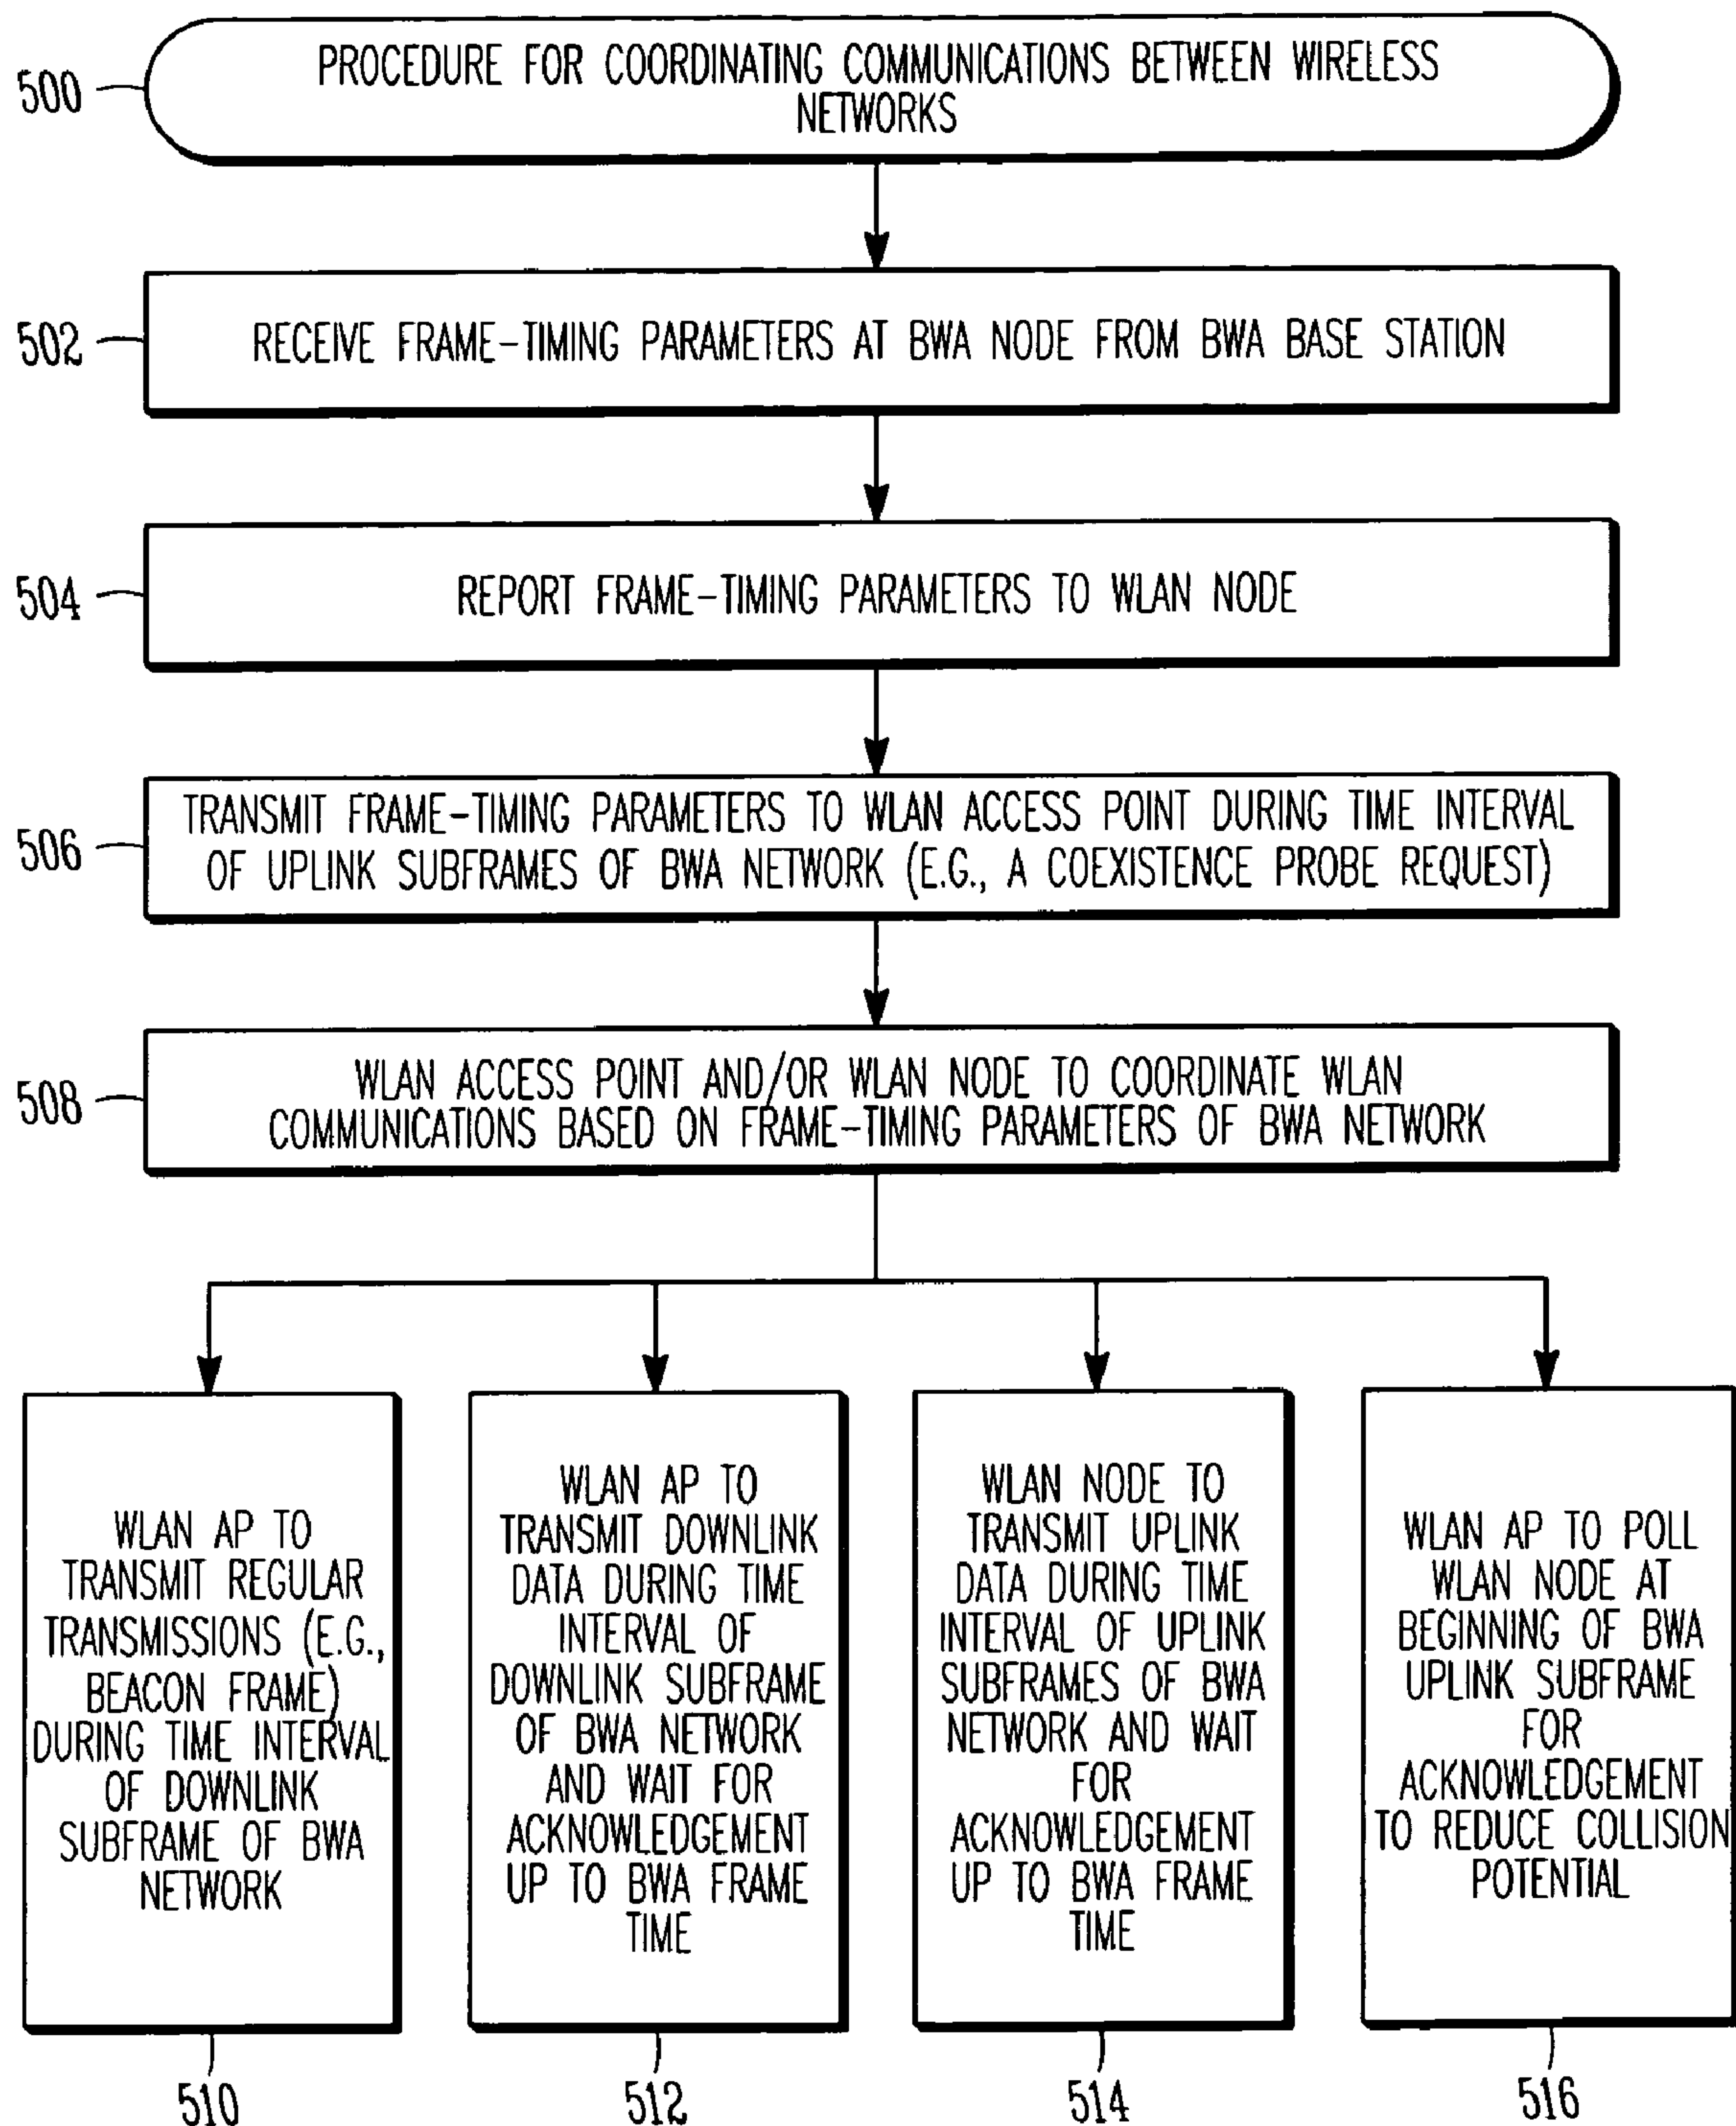 500
PROCEDURE FOR COORDINATING COMMUNICATIONS BETWEEN WIRELESS
NETWORKS
502
RECEIVE FRAME-TIMING PARAMETERS AT BWA NODE FROM BWA BASE STATION
504
REPORT FRAME-TIMING PARAMETERS TO WLAN NODE
506
TRANSMIT FRAME-TIMING PARAMETERS TO WLAN ACCESS POINT DURING TIME INTERVAL
OF UPLINK SUBFRAMES OF BWA NETWORK (E.G., A COEXISTENCE PROBE REQUEST)
508
WLAN ACCESS POINT AND/OR WLAN NODE TO COORDINATE WLAN
COMMUNICATIONS BASED ON FRAME-TIMING PARAMETERS OF BWA NETWORK
WLAN AP TO
TRANSMIT REGULAR
TRANSMISSIONS (E.G.,
BEACON FRAME)
DURING TIME INTERVAL
OF DOWNLINK
SUBFRAME OF BWA
NETWORK
510
WLAN AP TO
TRANSMIT DOWNLINK
DATA DURING TIME
INTERVAL OF
DOWNLINK SUBFRAME
OF BWA NETWORK
AND WAIT FOR
ACKNOWLEDGEMENT
UP TO BWA FRAME
TIME
512
WLAN NODE TO
TRANSMIT UPLINK
DATA DURING TIME
INTERVAL OF UPLINK
SUBFRAMES OF BWA
NETWORK AND WAIT
FOR
ACKNOWLEDGEMENT
UP TO BWA FRAME
TIME
514
WLAN AP TO POLL
WLAN NODE AT
BEGINNING OF BWA
UPLINK SUBFRAME
FOR
ACKNOWLEDGEMENT
TO REDUCE COLLISION
POTENTIAL
516